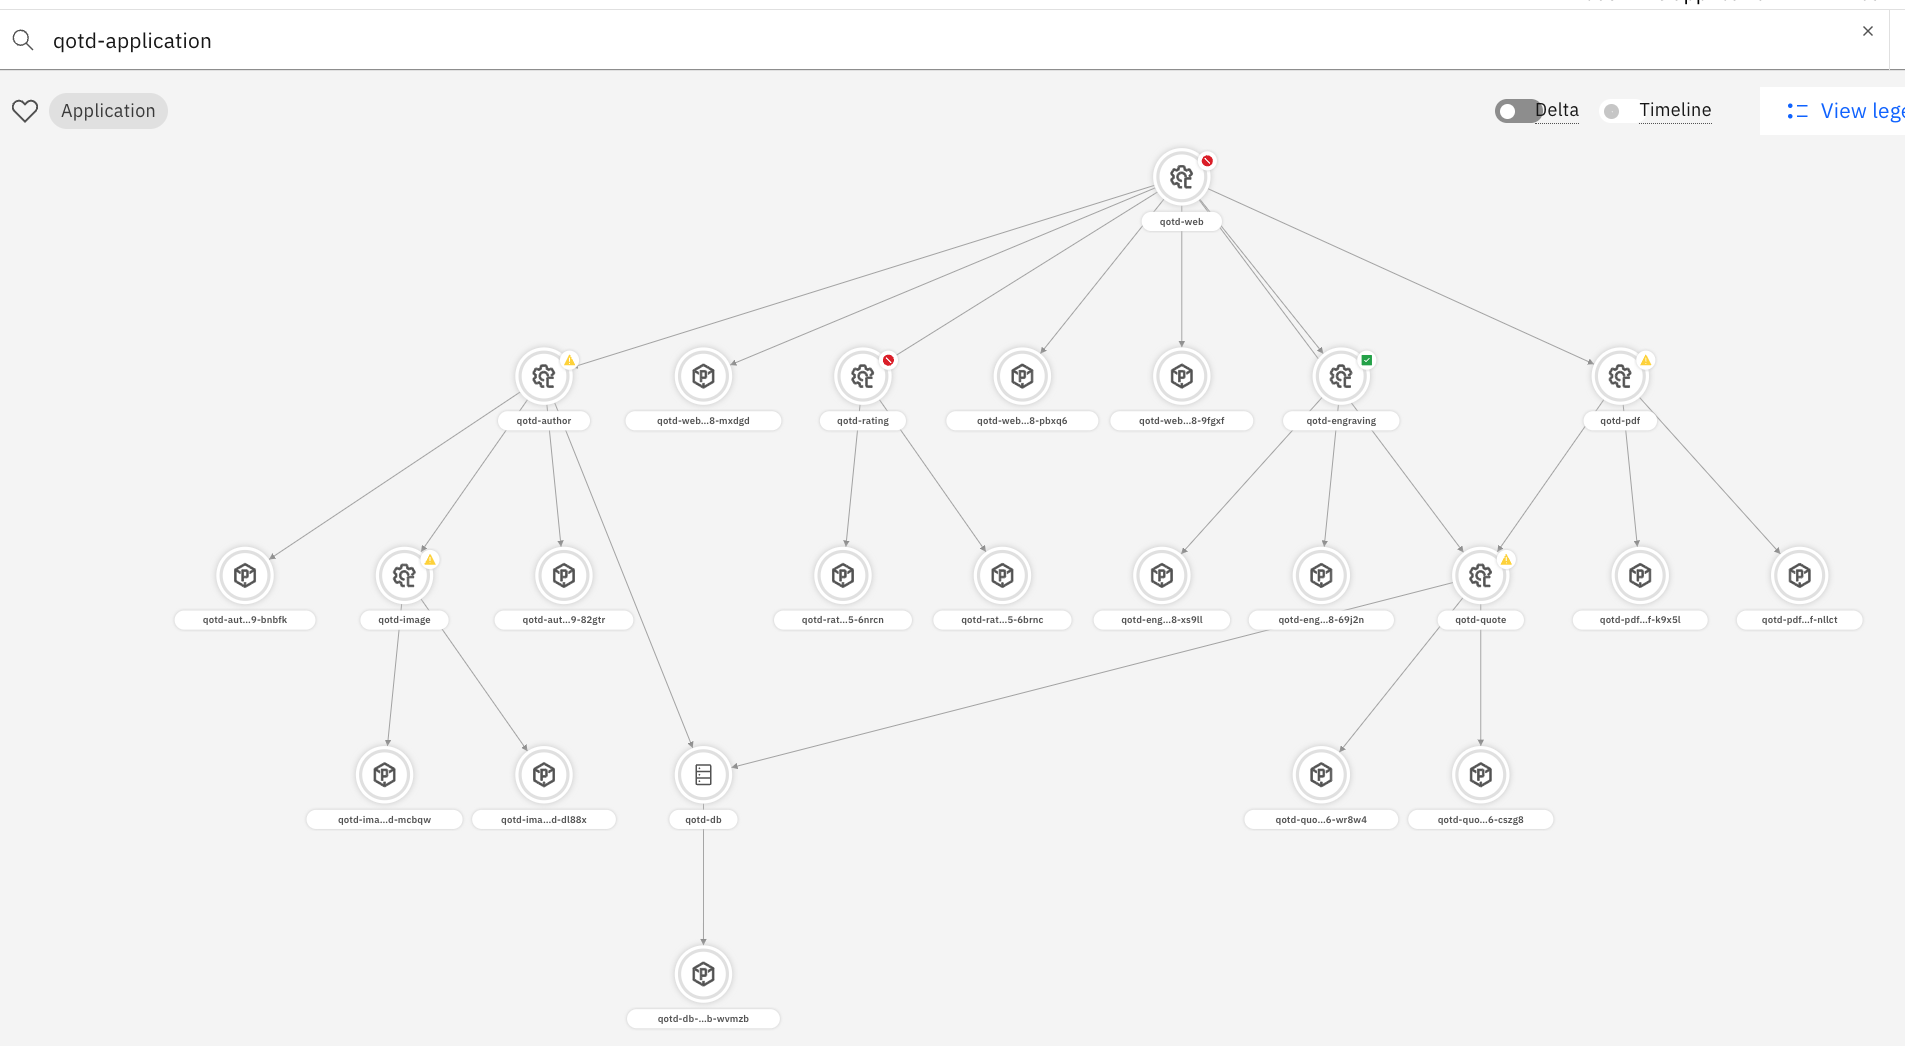 qotd-application
Application
Delta
Timeline
View lege
qotd-web
qotd-author
qotd-web...8-mxdgd
qotd-rating
qotd-web...8-pbxq6
qotd-web...8-9fgxf
qotd-engraving
qotd-pdf
qotd-aut...9-bnbfk
qotd-image
qotd-aut...9-82gtr
qotd-rat...5-6nrcn
qotd-rat...5-6brnc
qotd-eng...8-xs9ll
qotd-eng...8-69j2n
qotd-quote
qotd-pdf...f-k9x5l
qotd-pdf...f-nllct
qotd-ima...d-mcbqw
qotd-ima...d-dl88x
qotd-db
qotd-quo...6-wr8w4
qotd-quo...6-cszg8
qotd-db-...b-wvmzb